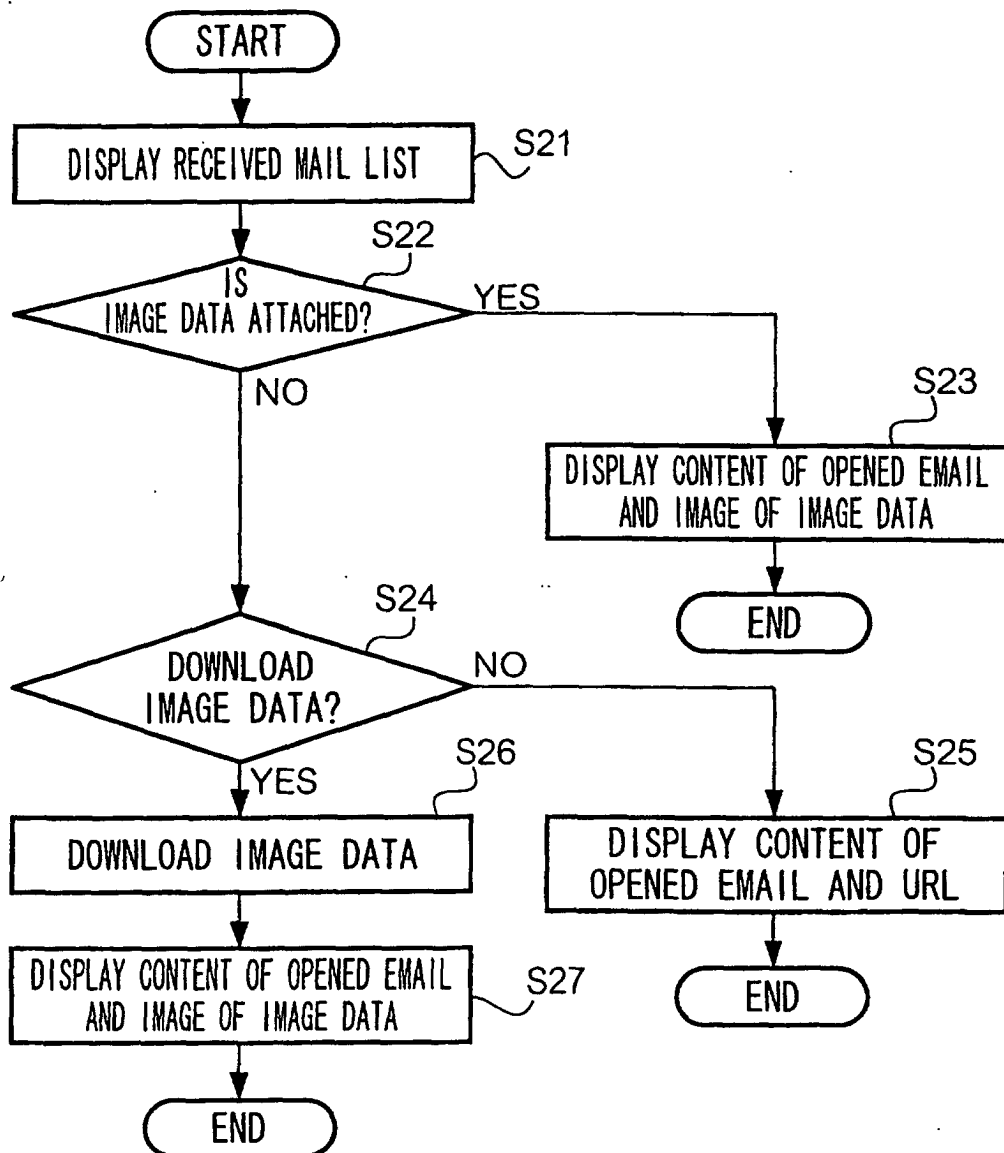 START
S21
DISPLAY RECEIVED MAIL LIST
S22
IS
IMAGE DATA ATTACHED?
YES
NO
S23
DISPLAY CONTENT OF OPENED EMAIL
AND IMAGE OF IMAGE DATA
END
S24
DOWNLOAD
IMAGE DATA?
NO
YES
S26
DOWNLOAD IMAGE DATA
S25
DISPLAY CONTENT OF
OPENED EMAIL AND URL
END
DISPLAY CONTENT OF OPENED EMAIL
AND IMAGE OF IMAGE DATA
S27
END